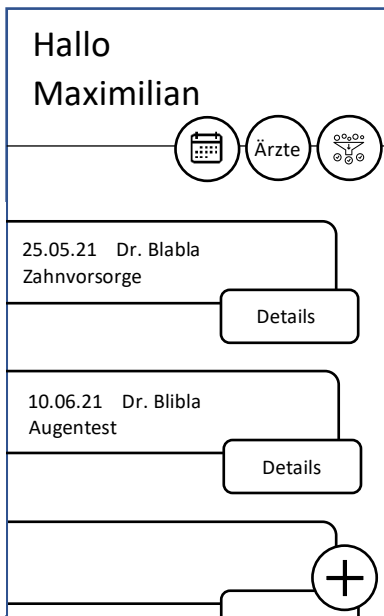 Hallo
Maximilian
Ärzte
25.05.21 Dr. Blabla
Zahnvorsorge
Details
10.06.21 Dr. Blibla
Augentest
Details